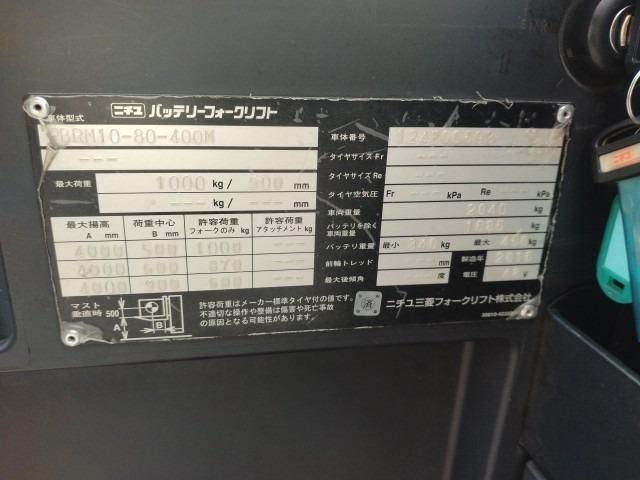 ニチユ バッテリーフォークリフト
車体型式 FBRM10-80-400M
---
最大荷重 1000 kg / 500 mm
--- kg / --- mm
最大揚高 A mm 荷重中心 B mm 許容荷重 フォークのみ kg 許容荷重 アタッチメント kg
4000 500 1000 ---
4000 600 870 ---
4000 ---
マスト垂直時 500 A B
許容荷重はメーカー標準タイヤ付の値です。
不適切な操作や整備は傷害や死亡事故
の原因となる可能性があります。
車体番号
タイヤサイズ Fr ---
タイヤサイズ Re ---
タイヤ空気圧 Fr --- kPa Re --- kPa
車両重量 2040 kg
バッテリを除く車両重量 kg
バッテリ重量 最小 kg 最大 kg
前輪トレッド mm 製造年
最大後傾角 度 電圧 V
済
ニチユ三菱フォークリフト株式会社